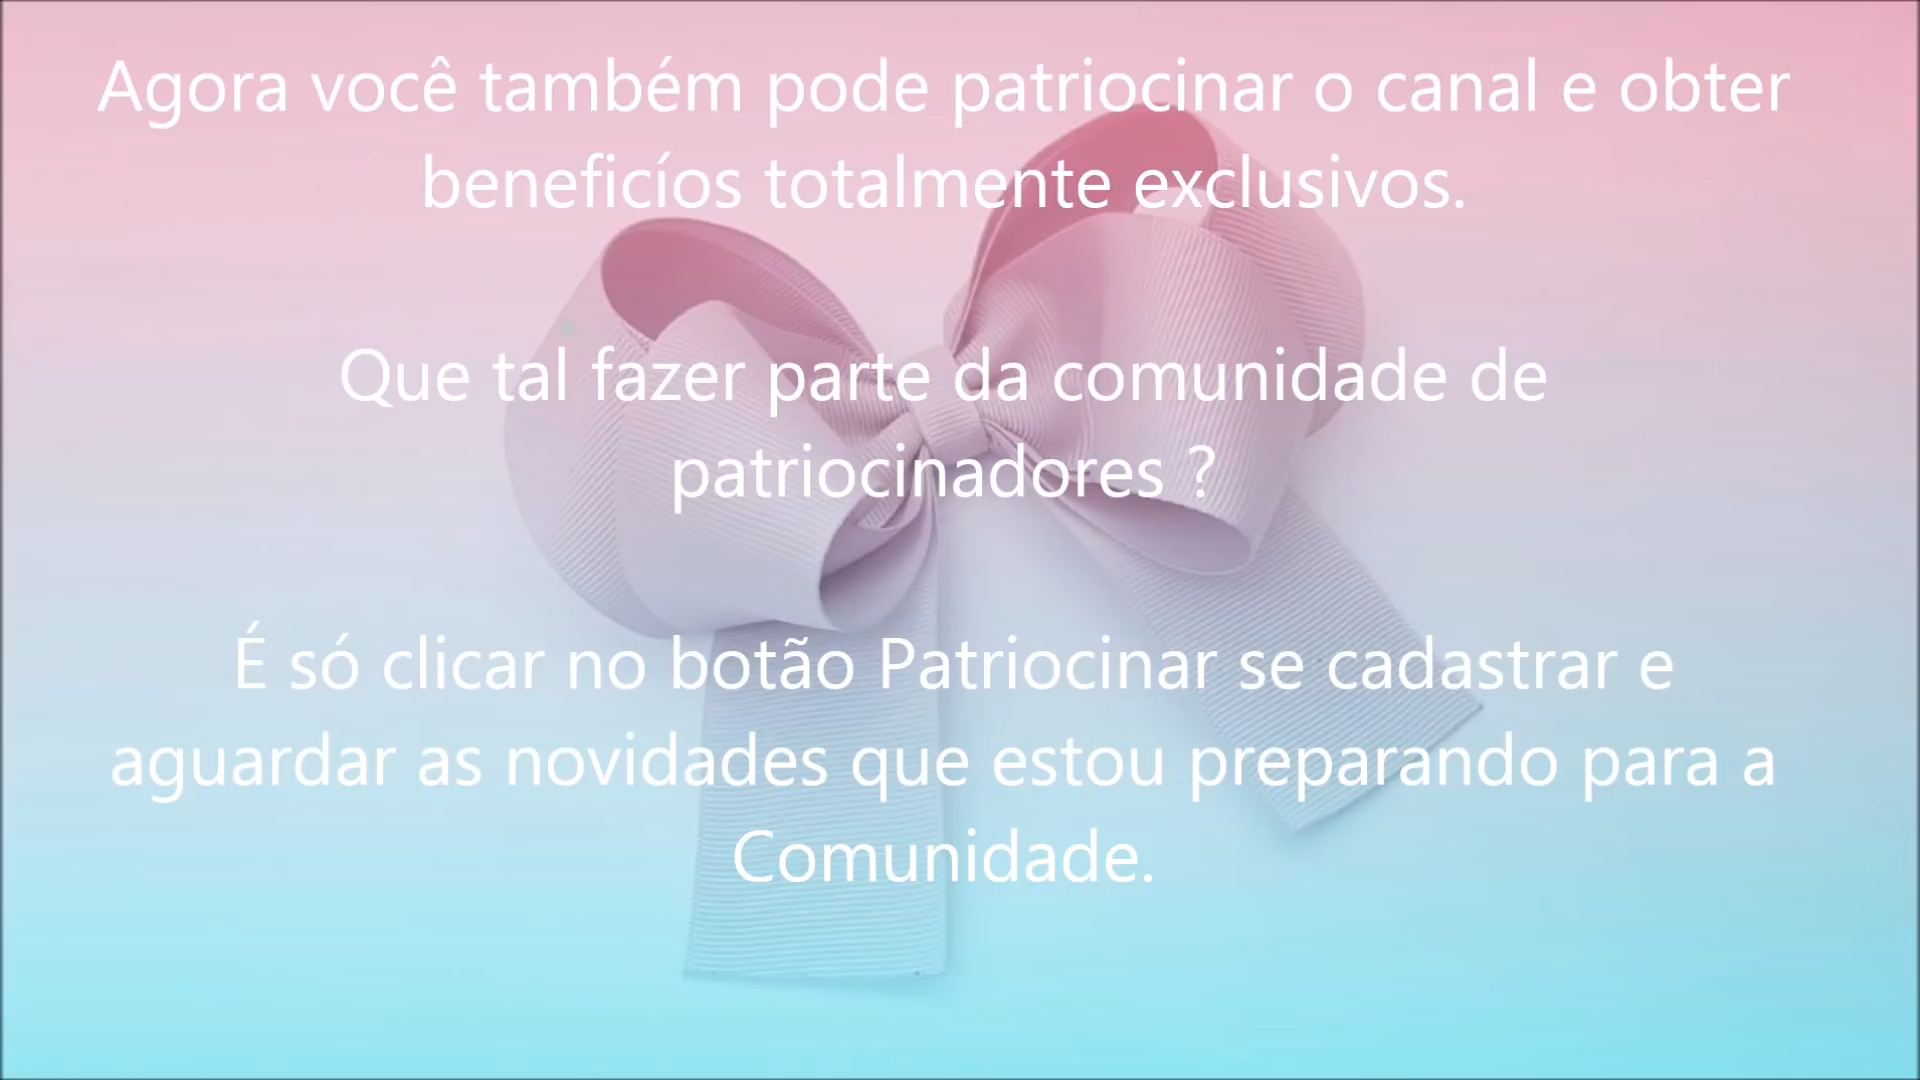 Agora você também pode patriocinar o canal e obter
beneficíos totalmente exclusivos.
Que tal fazer parte da comunidade de
patriocinadores ?
É só clicar no botão Patriocinar se cadastrar e
aguardar as novidades que estou preparando para a
Comunidade.